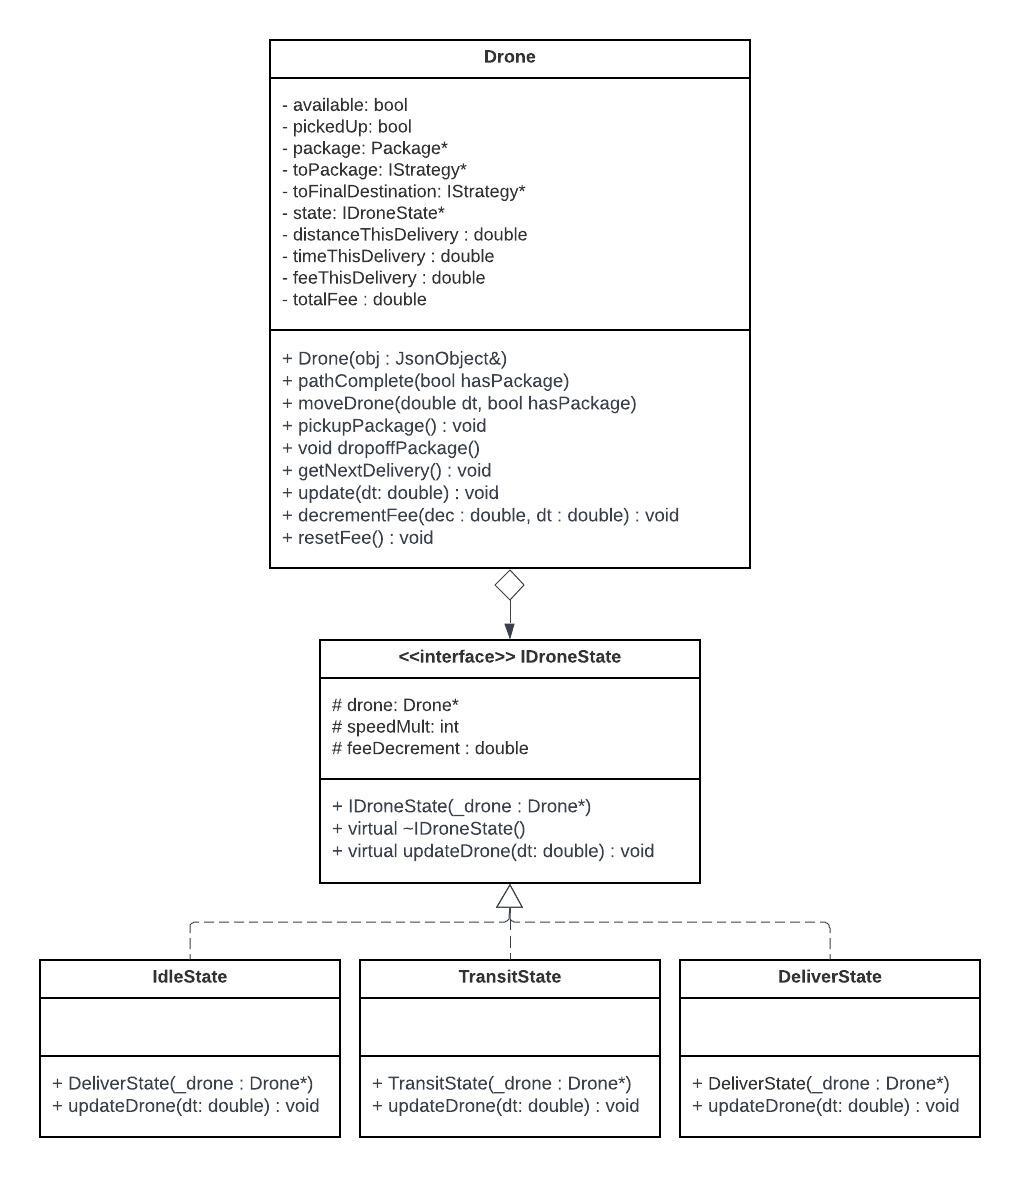 Drone
- available: bool
- pickedUp: bool
- package: Package*
- toPackage: IStrategy*
- toFinalDestination: IStrategy*
- state: IDroneState*
- distanceThisDelivery : double
- timeThisDelivery : double
- feeThisDelivery : double
- totalFee : double
+ Drone(obj : JsonObject&)
+ pathComplete(bool hasPackage)
+ moveDrone(double dt, bool hasPackage)
+ pickupPackage() : void
+ void dropoffPackage()
+ getNextDelivery() : void
+ update(dt: double) : void
+ decrementFee(dec : double, dt : double) : void
+ resetFee() : void
<<interface>> IDroneState
# drone: Drone*
# speedMult: int
# feeDecrement : double
+ IDroneState(_drone : Drone*)
+ virtual ~IDroneState()
+ virtual updateDrone(dt: double) : void
IdleState
+ DeliverState(_drone : Drone*)
+ updateDrone(dt: double) : void
TransitState
+ TransitState(_drone : Drone*)
+ updateDrone(dt: double) : void
DeliverState
+ DeliverState(_drone : Drone*)
+ updateDrone(dt: double) : void